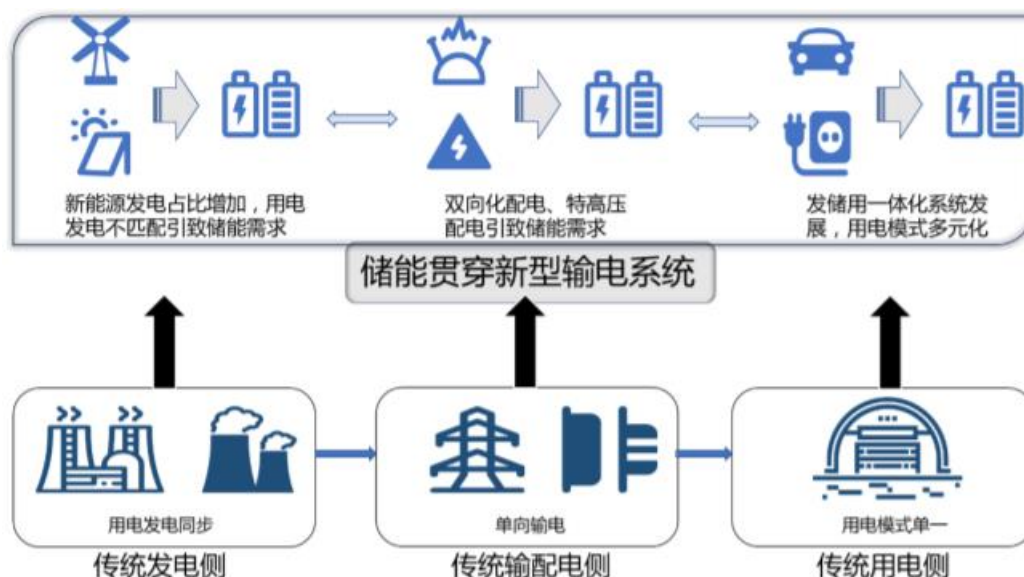 新能源发电占比增加，用电
发电不匹配引致储能需求
双向化配电、特高压
配电引致储能需求
发储用一体化系统发
展，用电模式多元化
储能贯穿新型输电系统
用电发电同步
单向输电
用电模式单一
传统发电侧
传统输配电侧
传统用电侧